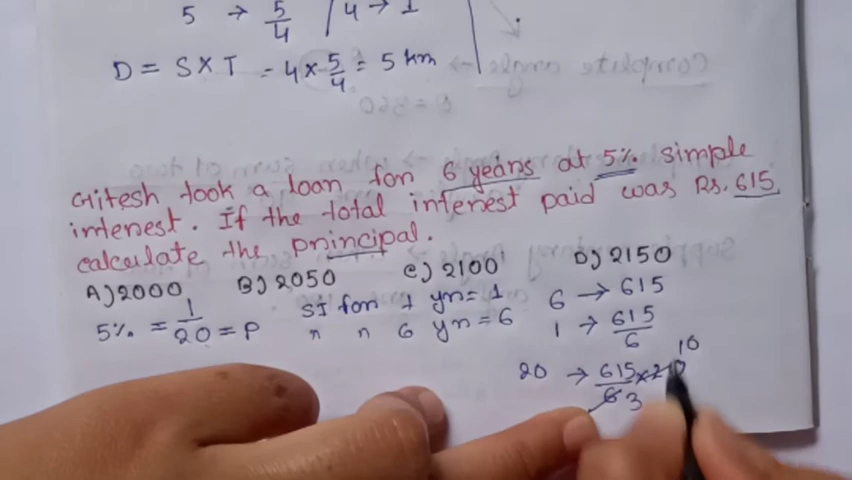 5 → 5/4 / 4 → 1
D = S X T = 4 x 5/4 = 5 km
Gitesh took a loan for 6 years at 5% simple
interest. If the total interest paid was Rs. 615
calculate the principal.
A) 2000 B) 2050 C) 2100 D) 2150
5% = 1/20 = P SI for 1 yr = 1 6 → 615
" " 6 yr = 6 1 → 615/6
20 → 615/6 x 20 10
3